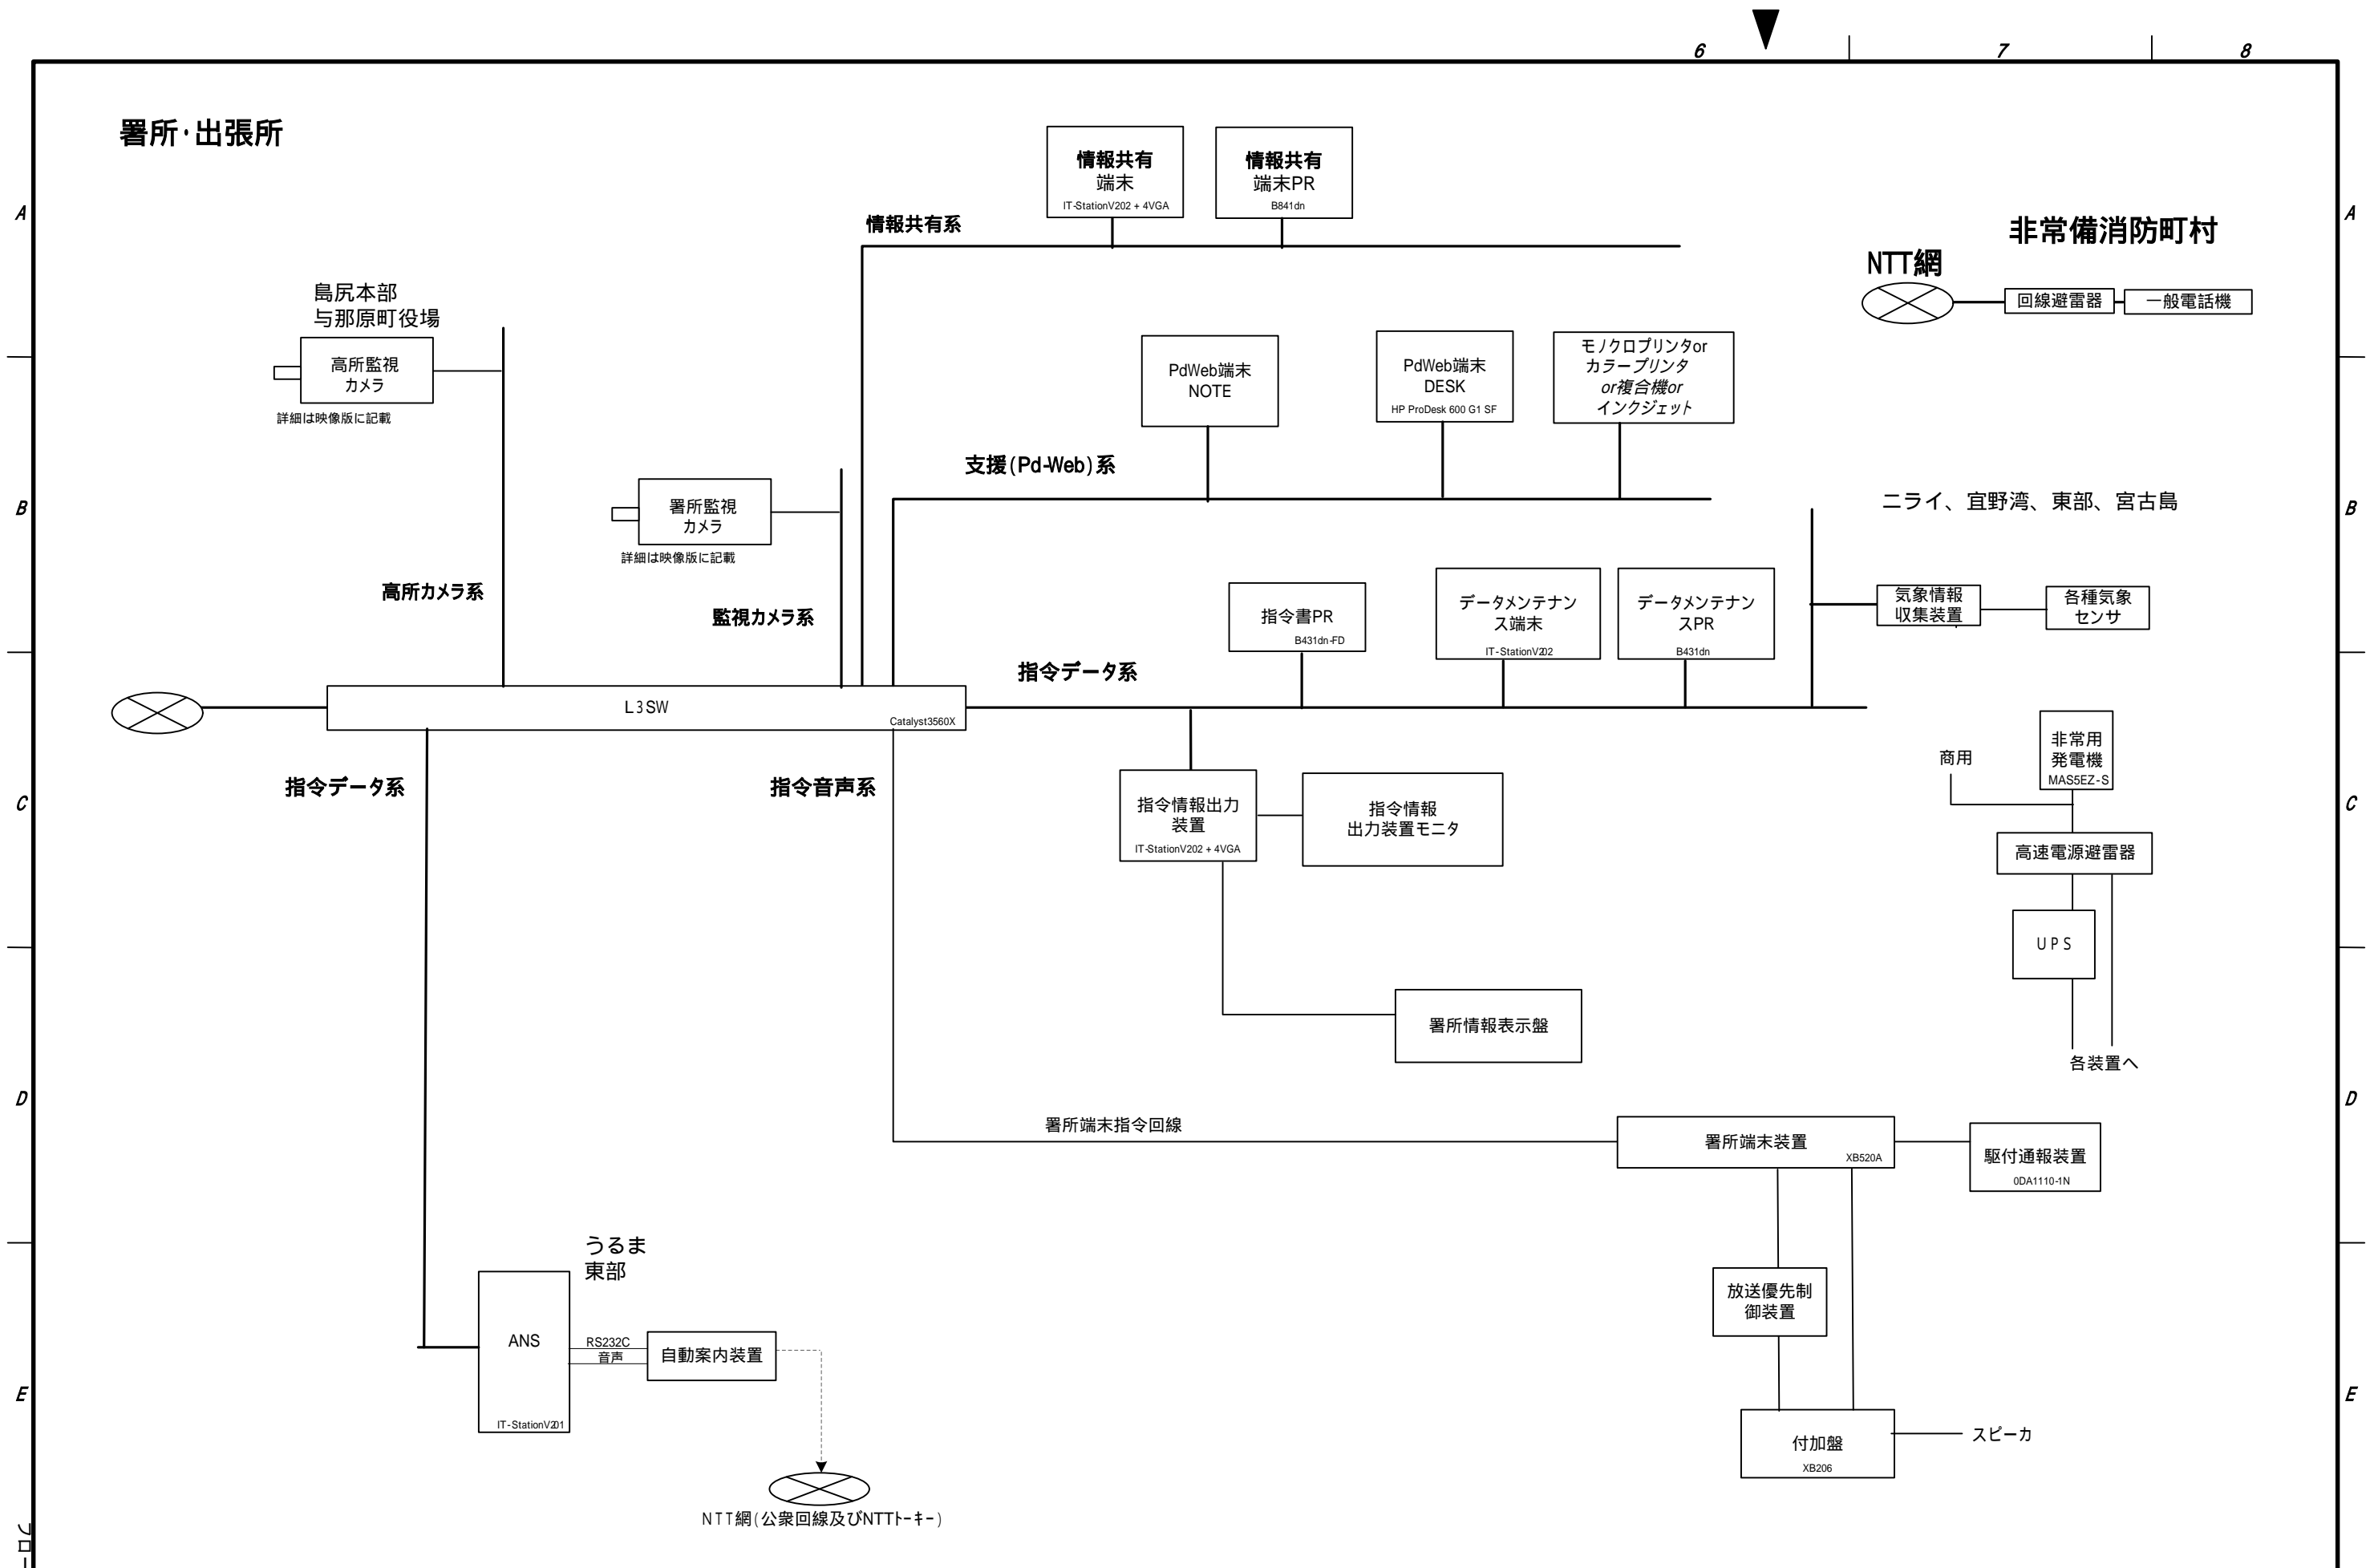 6
7
8
署所･出張所
A
A
情報共有
端末
IT-StationV202 + 4VGA
情報共有
端末PR
B841dn
情報共有系
非常備消防町村
NTT網
回線避雷器
一般電話機
島尻本部
与那原町役場
高所監視
カメラ
詳細は映像版に記載
PdWeb端末
NOTE
PdWeb端末
DESK
HP ProDesk 600 G1 SF
モノクロプリンタor
カラープリンタ
or複合機or
インクジェット
支援(Pd-Web)系
B
B
署所監視
カメラ
詳細は映像版に記載
ニライ、宜野湾、東部、宮古島
高所カメラ系
監視カメラ系
指令書PR
B431dn-FD
データメンテナン
ス端末
IT-StationV202
データメンテナン
スPR
B431dn
気象情報
収集装置
各種気象
センサ
指令データ系
L3SW
Catalyst3560X
商用
非常用
発電機
MAS5EZ-S
C
C
指令データ系
指令音声系
指令情報出力
装置
IT-StationV202 + 4VGA
指令情報
出力装置モニタ
高速電源避雷器
UPS
署所情報表示盤
各装置へ
D
D
署所端末指令回線
署所端末装置
XB520A
駆付通報装置
0DA1110-1N
うるま
東部
放送優先制
御装置
ANS
IT-StationV201
RS232C
音声
自動案内装置
E
E
付加盤
XB206
スピーカ
NTT網(公衆回線及びNTTﾄｰｷｰ)
フロー